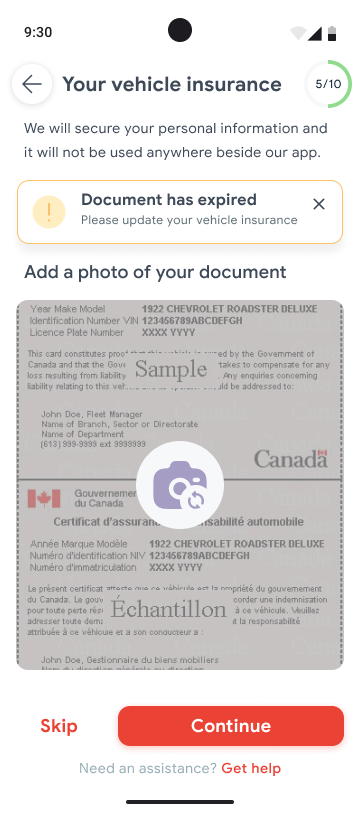 9:30
Your vehicle insurance
5/10
We will secure your personal information and
it will not be used anywhere beside our app.
Document has expired
Please update your vehicle insurance
Add a photo of your document
Year Make Model 1922 CHEVROLET ROADSTER DELUXE
Identification Number VIN 123456789ABCDEFGH
Licence Plate Number XXXX YYYY
This card constitutes proof that this vehicle is owned by the Government of
Canada and that the Gove takes to compensate for any
loss resulting from liability Any enquiries concerning
liability relating to this vehi be addressed to:
Sample
John Doe, Fleet Manager
Name of Branch, Sector or Directorate
Name of Department
(613) 999-9999 ext 9999999
Canada
Gouvernemen
du Canada
Certificat d'assuran nsabilité automobile
Année Marque Modèle 1922 CHEVROLET ROADSTER DELUXE
Numéro d'identification NIV 123456789ABCDEFGH
Numéro d'immatriculation XXXX YYYY
Le présent certificat atteste que ce véhicule est la propriété du gouvernement
du Canada. Le gouv corder une indemnisation
pour toute perte rés à ce véhicule. Veuillez
adresser toute dema à la responsabilité
attribuée à ce véhicule et à son conducteur à :
Échantillon
John Doe, Gestionnaire du biens mobiliers
Skip
Continue
Need an assistance? Get help